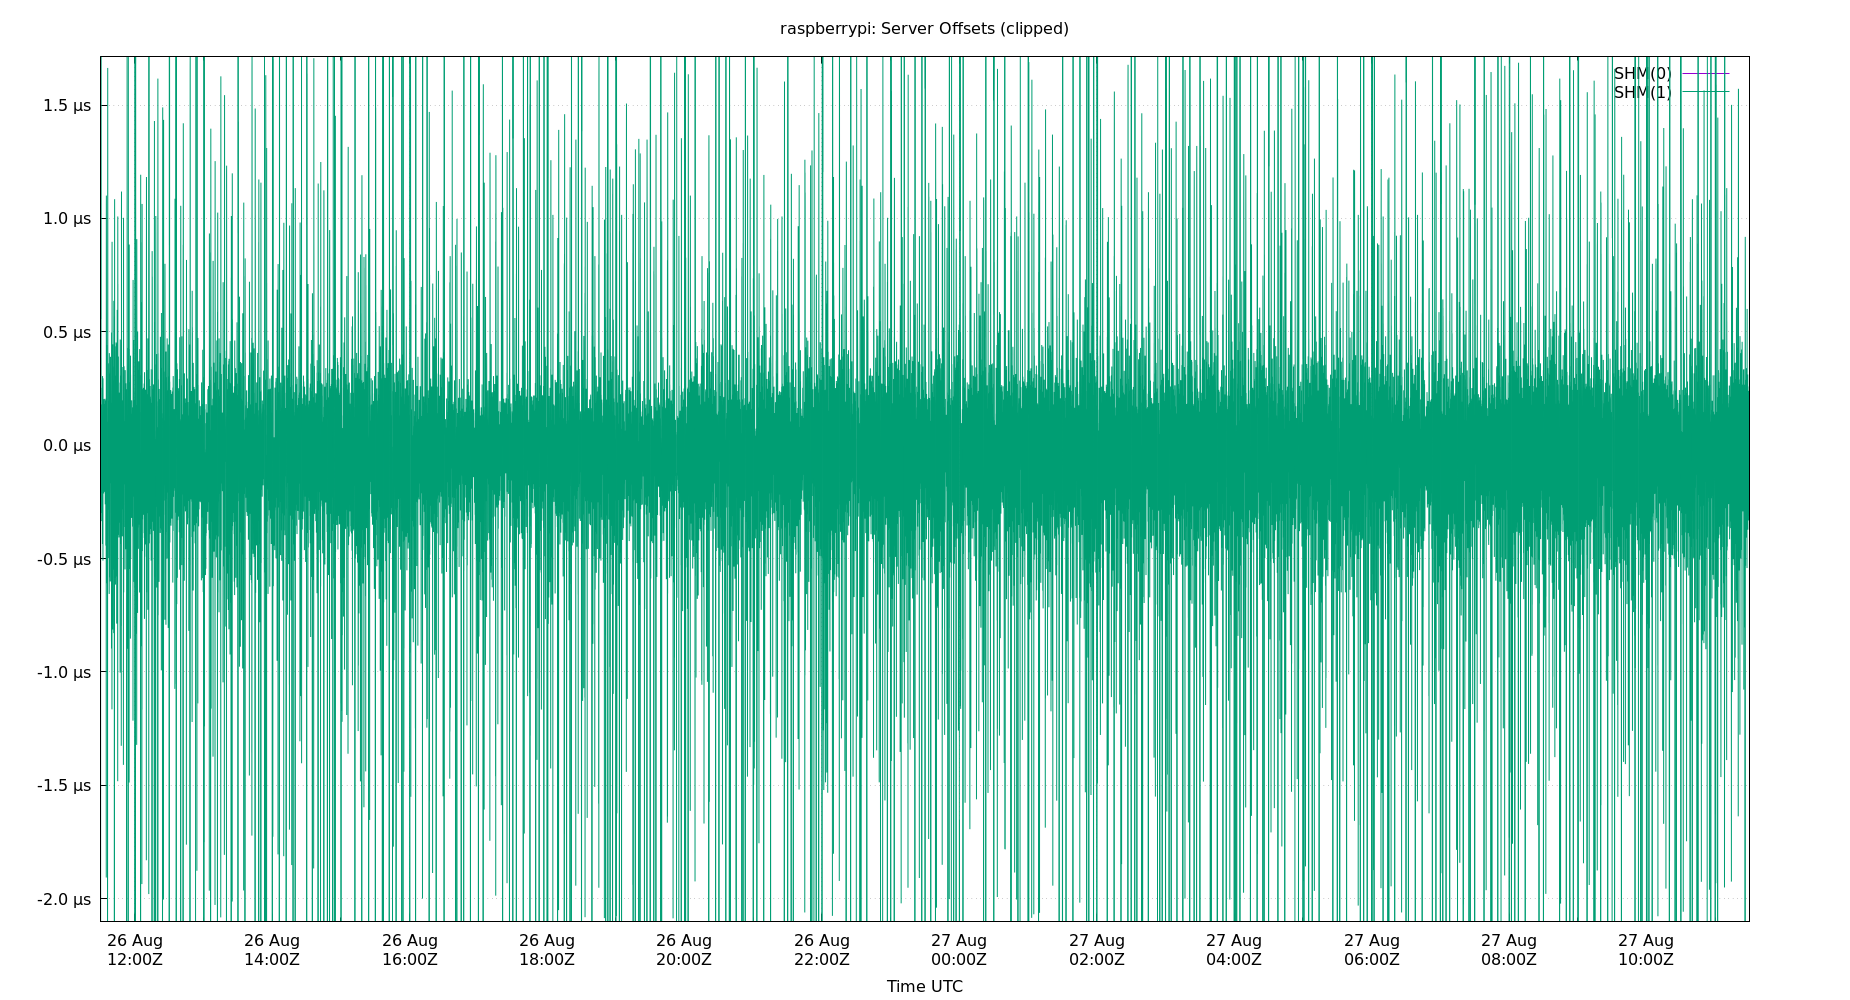 raspberrypi: Server Offsets (clipped)
SHM(0)
SHM(1)
1.5 µs
1.0 µs
0.5 µs
0.0 µs
-0.5 µs
-1.0 µs
-1.5 µs
-2.0 µs
26 Aug 26 Aug 26 Aug 26 Aug 26 Aug 26 Aug 27 Aug 27 Aug 27 Aug 27 Aug 27 Aug 27 Aug
12:00Z 14:00Z 16:00Z 18:00Z 20:00Z 22:00Z 00:00Z 02:00Z 04:00Z 06:00Z 08:00Z 10:00Z
Time UTC